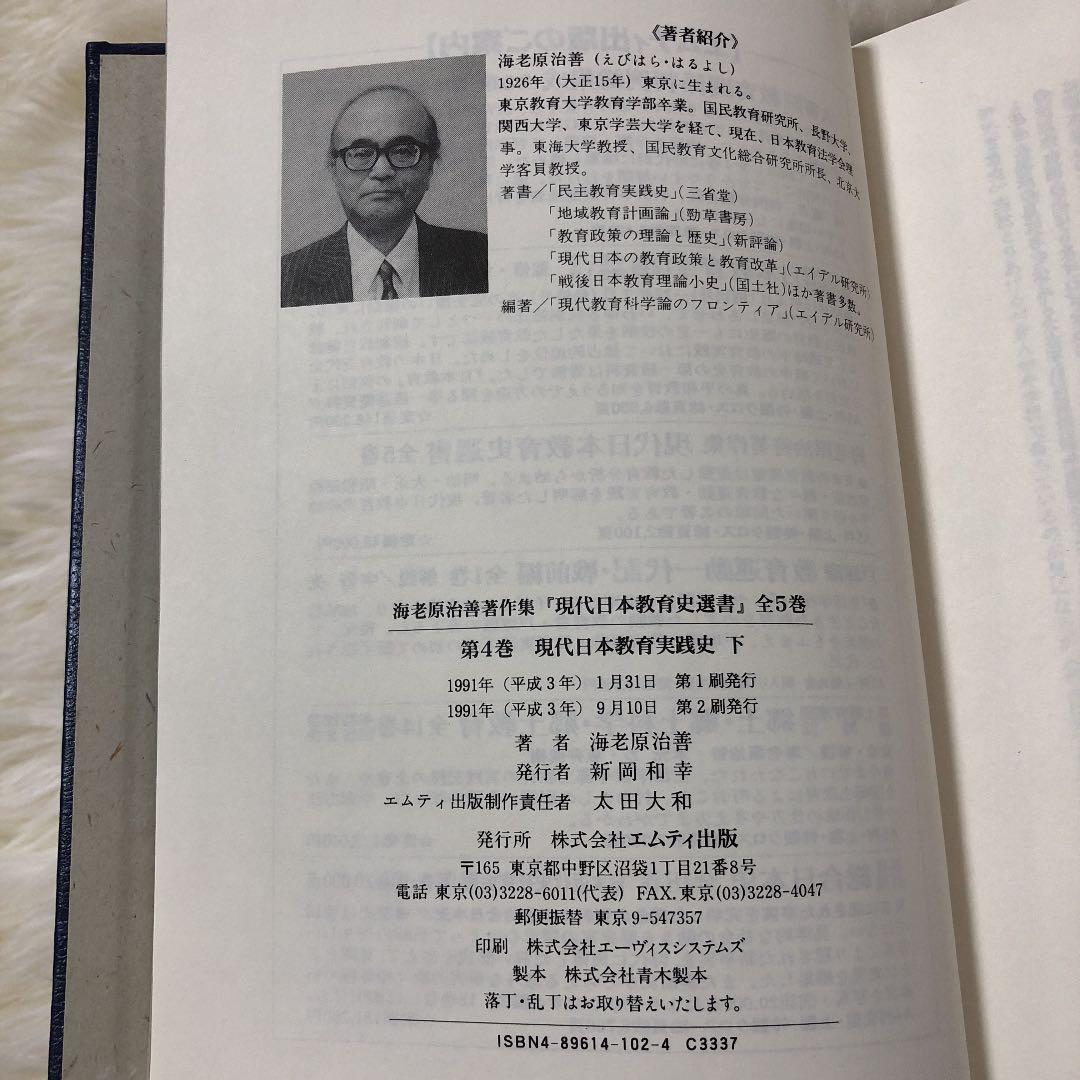 《著者紹介》
海老原治善（えびはら・はるよし）
1926年（大正15年）東京に生まれる。
東京教育大学教育学部卒業。国民教育研究所、長野大学、
関西大学、東京学芸大学を経て、現在、日本教育法学会理
事。東海大学教授、国民教育文化総合研究所所長、北京大
学客員教授。
著書／「民主教育実践史」（三省堂）
「地域教育計画論」（勁草書房）
「教育政策の理論と歴史」（新評論）
「現代日本の教育政策と教育改革」（エイデル研究所）
「戦後日本教育理論小史」（国土社）ほか著書多数。
編著／「現代教育科学論のフロンティア」（エイデル研究所）
海老原治善著作集『現代日本教育史選書』全5巻
第4巻　現代日本教育実践史 下
1991年（平成3年）1月31日　第1刷発行
1991年（平成3年）9月10日　第2刷発行
著　者　海老原治善
発行者　新岡和幸
エムティ出版制作責任者　太田大和
発行所　株式会社エムティ出版
〒165 東京都中野区沼袋1丁目21番8号
電話 東京(03)3228-6011(代表) FAX.東京(03)3228-4047
郵便振替 東京9-547357
印刷　株式会社エーヴィスシステムズ
製本　株式会社青木製本
落丁・乱丁はお取り替えいたします。
ISBN4-89614-102-4 C3337